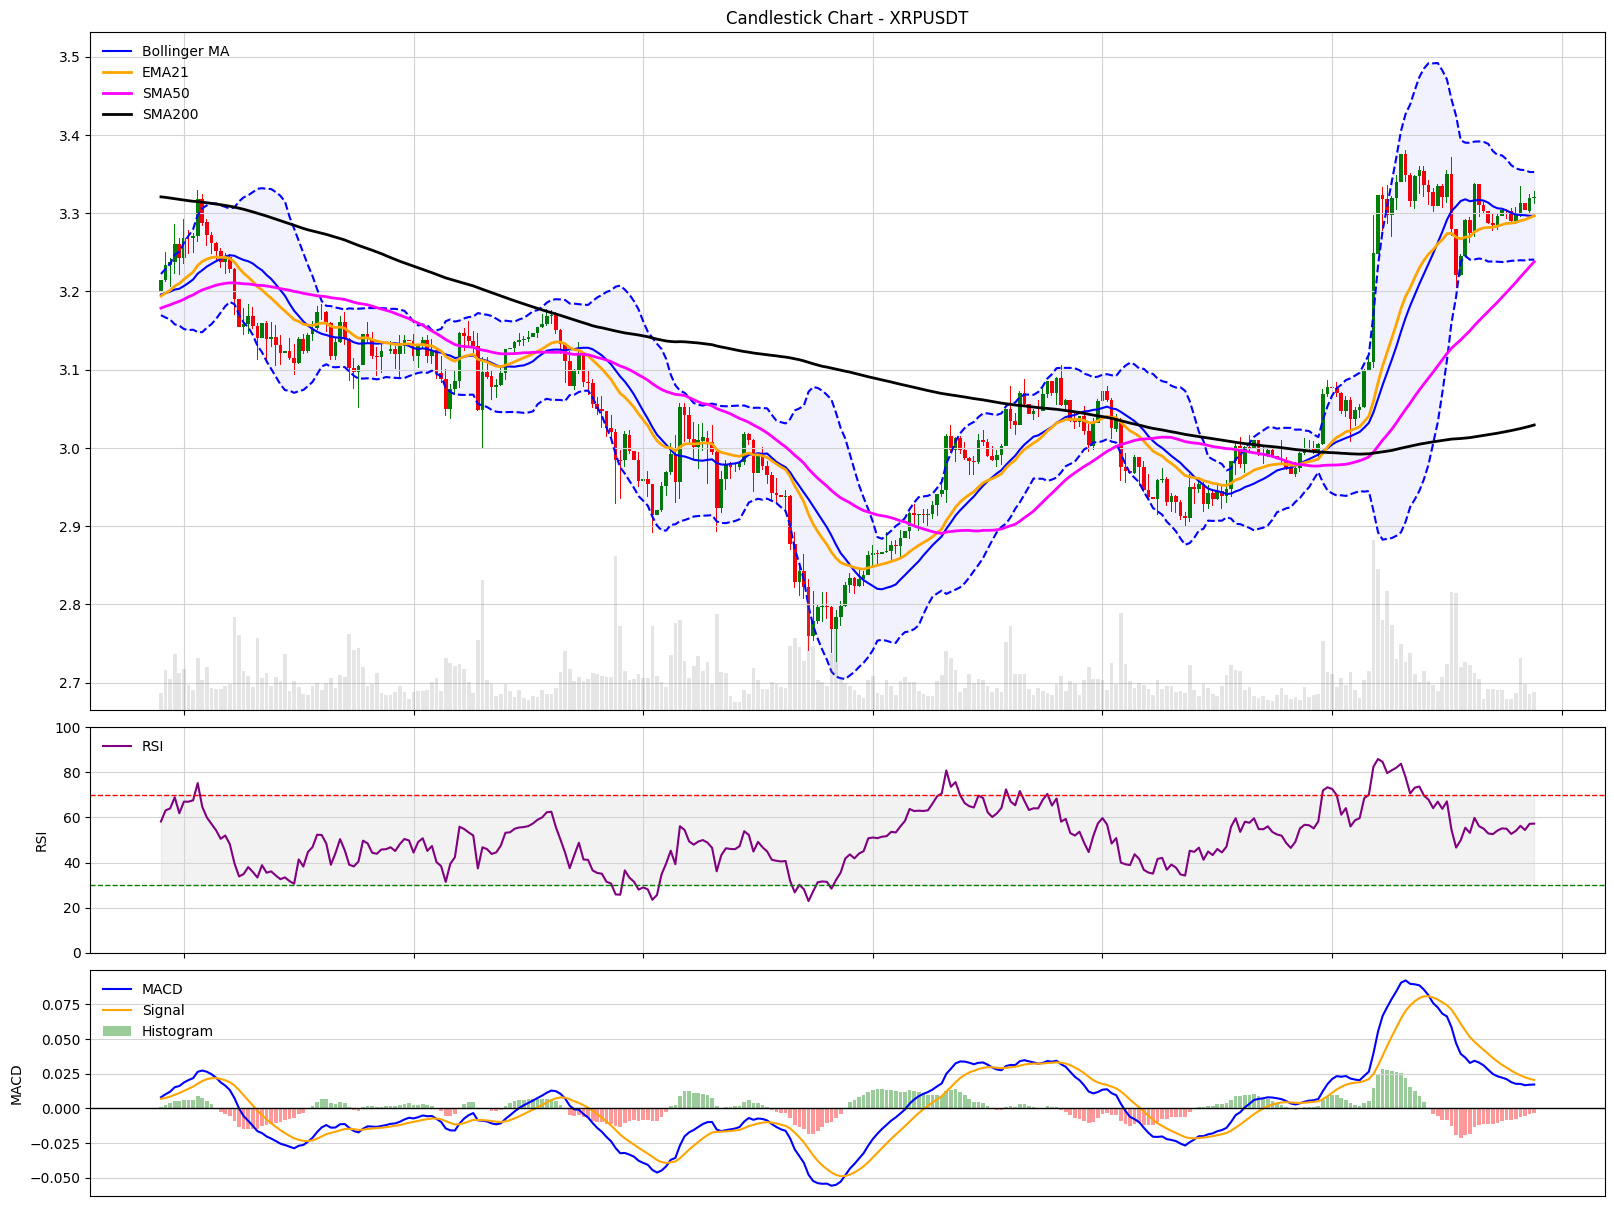 Candlestick Chart - XRPUSDT
Bollinger MA
EMA21
SMA50
SMA200
3.5
3.4
3.3
3.2
3.1
3.0
2.9
2.8
2.7
RSI
100
80
60
40
20
0
RSI
MACD
Signal
Histogram
0.075
0.050
0.025
0.000
−0.025
−0.050
MACD